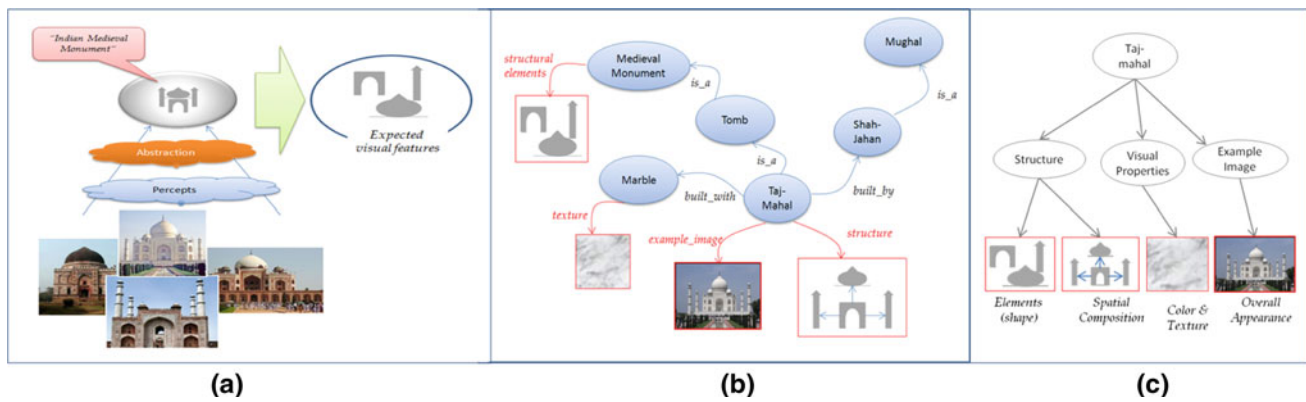 "Indian Medieval
Monument"
Expected
visual features
Abstraction
Percepts
(a)
Mughal
Medieval
Monument
structural
elements
is_a
is_a
Tomb
Shah-
Jahan
is_a
Marble
built_with
Taj-
Mahal
built_by
texture
example_image
structure
(b)
Taj-
mahal
Structure
Visual
Properties
Example
Image
Elements
(shape)
Spatial
Composition
Color &
Texture
Overall
Appearance
(c)